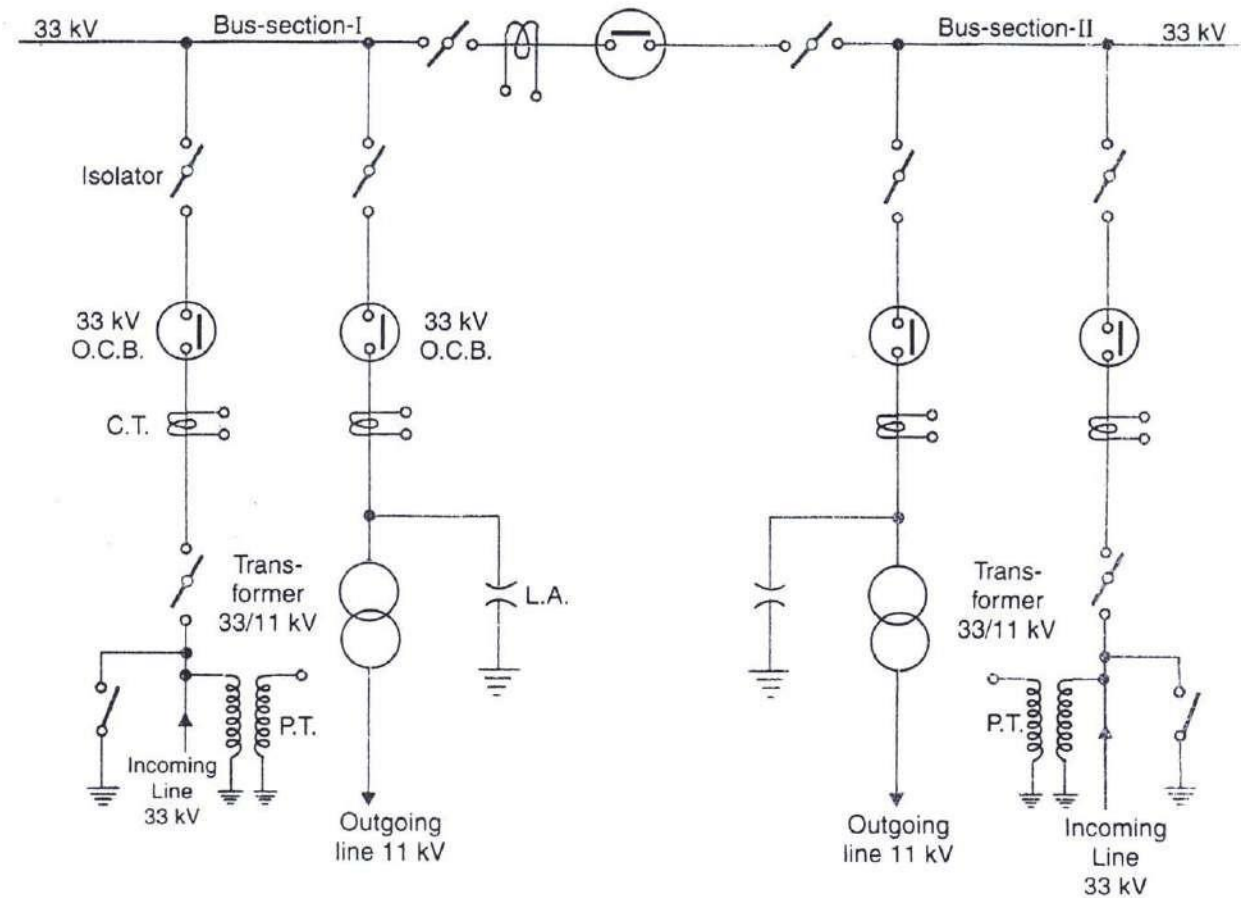 33 kV
Bus-section-I
Bus-section-II
33 kV
Isolator
33 kV
O.C.B.
33 kV
O.C.B.
C.T.
Trans-
former
33/11 kV
L.A.
Trans-
former
33/11 kV
P.T.
P.T.
Incoming
Line
33 kV
Outgoing
line 11 kV
Outgoing
line 11 kV
Incoming
Line
33 kV